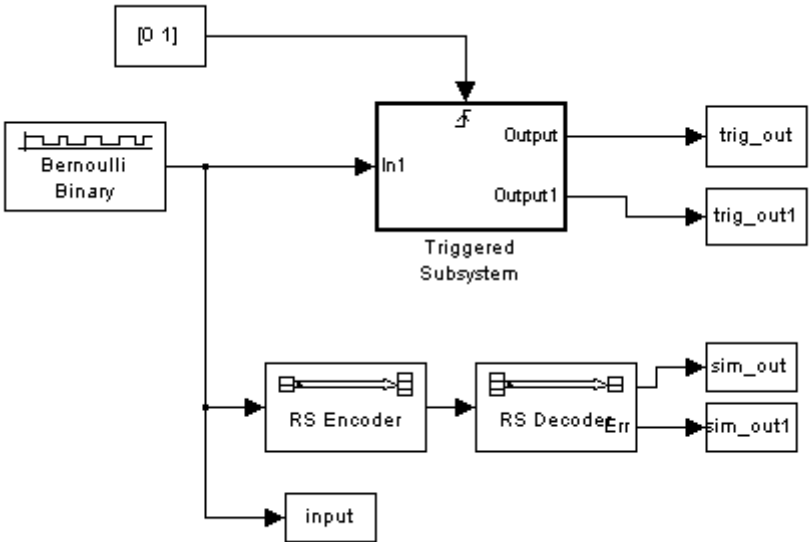 [0 1]
Bernoulli
Binary
In1
Output
Output1
Triggered
Subsystem
trig_out
trig_out1
RS Encoder
RS Decoder
Err
sim_out
sim_out1
input